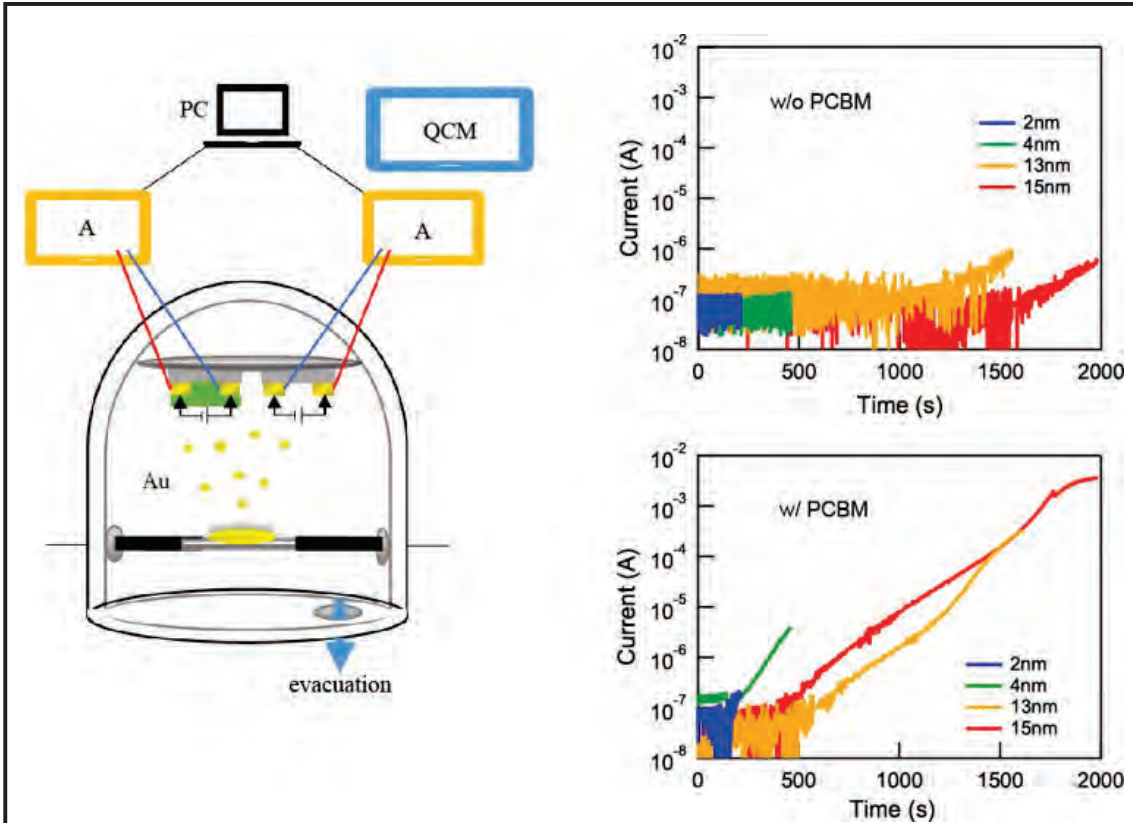 PC
QCM
A
A
Au
evacuation
10-2
10-3
10-4
10-5
10-6
10-7
10-8
Current (A)
w/o PCBM
2nm
4nm
13nm
15nm
0
500
1000
1500
2000
Time (s)
10-2
10-3
10-4
10-5
10-6
10-7
10-8
Current (A)
w/ PCBM
2nm
4nm
13nm
15nm
0
500
1000
1500
2000
Time (s)